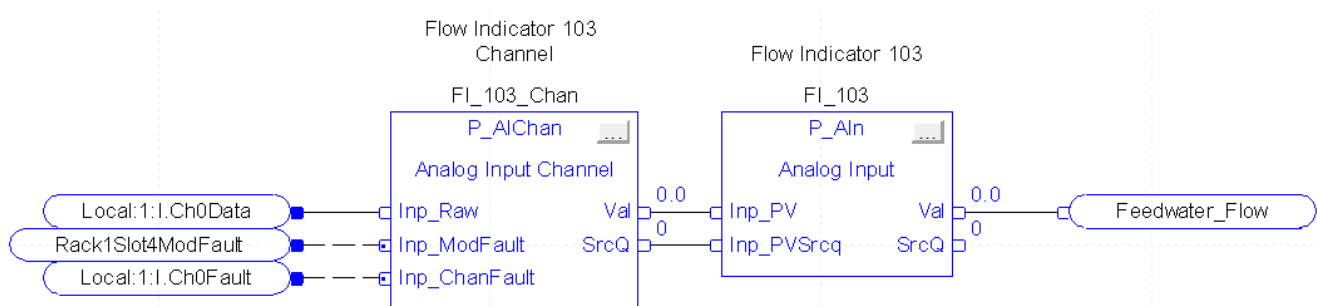 Flow Indicator 103
Channel
Flow Indicator 103
FI_103_Chan
FI_103
P_AIChan
...
P_AIn
...
Analog Input Channel
Analog Input
Local:1:I.Ch0Data
Inp_Raw
Val
0.0
Inp_PV
Val
0.0
Feedwater_Flow
Rack1Slot4ModFault
Inp_ModFault
SrcQ
0
Inp_PVSrcq
SrcQ
0
Local:1:I.Ch0Fault
Inp_ChanFault